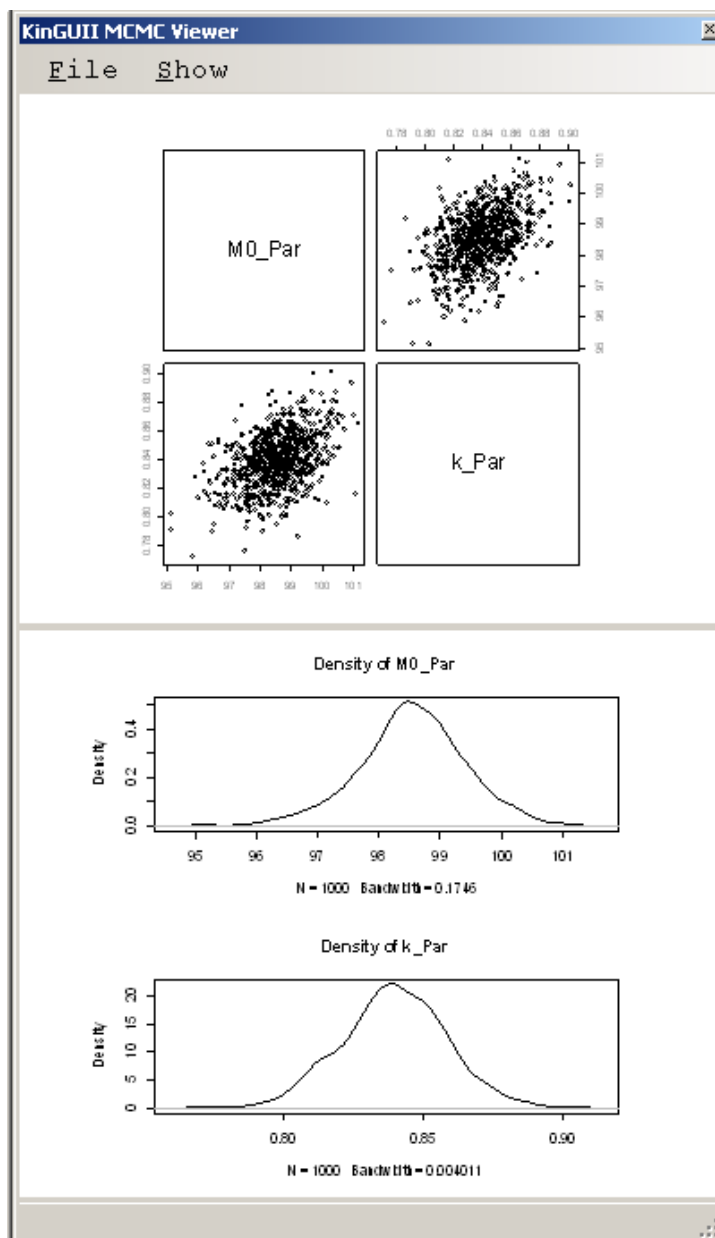 KinGUII MCMC Viewer
File Show
0.78 0.80 0.82 0.84 0.86 0.88 0.90
M0_Par
95 96 97 98 99 100 101
0.78 0.80 0.82 0.84 0.86 0.88 0.90
k_Par
95 96 97 98 99 100 101
Density of M0_Par
Density
0.0 0.2 0.4
95 96 97 98 99 100 101
N = 1000 Bandwidth = 0.1746
Density of k_Par
Density
0 5 10 15 20
0.80 0.85 0.90
N = 1000 Bandwidth = 0.004011